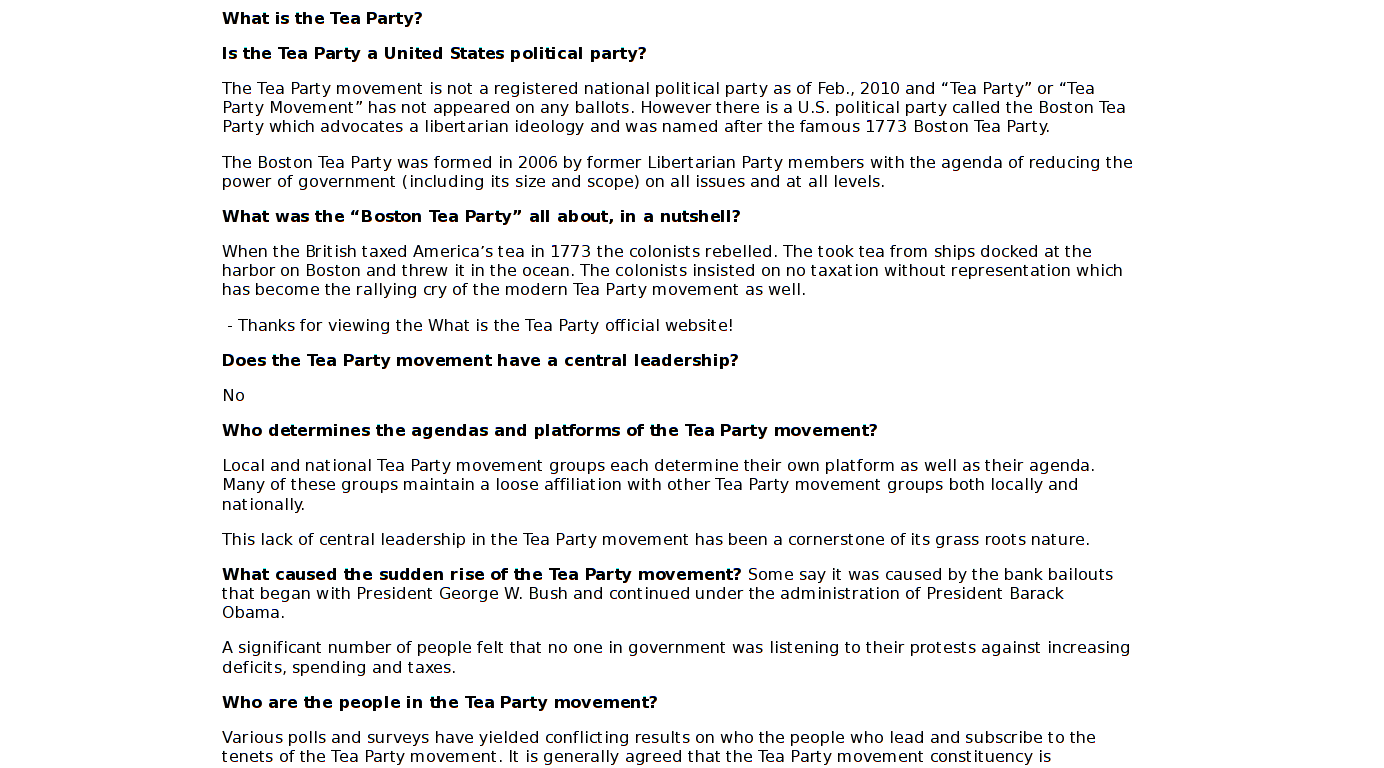 What is the Tea Party?
Is the Tea Party a United States political party?
The Tea Party movement is not a registered national political party as of Feb., 2010 and “Tea Party” or “Tea
Party Movement” has not appeared on any ballots. However there is a U.S. political party called the Boston Tea
Party which advocates a libertarian ideology and was named after the famous 1773 Boston Tea Party.
The Boston Tea Party was formed in 2006 by former Libertarian Party members with the agenda of reducing the
power of government (including its size and scope) on all issues and at all levels.
What was the “Boston Tea Party” all about, in a nutshell?
When the British taxed America’s tea in 1773 the colonists rebelled. The took tea from ships docked at the
harbor on Boston and threw it in the ocean. The colonists insisted on no taxation without representation which
has become the rallying cry of the modern Tea Party movement as well.
- Thanks for viewing the What is the Tea Party official website!
Does the Tea Party movement have a central leadership?
No
Who determines the agendas and platforms of the Tea Party movement?
Local and national Tea Party movement groups each determine their own platform as well as their agenda.
Many of these groups maintain a loose affiliation with other Tea Party movement groups both locally and
nationally.
This lack of central leadership in the Tea Party movement has been a cornerstone of its grass roots nature.
What caused the sudden rise of the Tea Party movement? Some say it was caused by the bank bailouts
that began with President George W. Bush and continued under the administration of President Barack
Obama.
A significant number of people felt that no one in government was listening to their protests against increasing
deficits, spending and taxes.
Who are the people in the Tea Party movement?
Various polls and surveys have yielded conflicting results on who the people who lead and subscribe to the
tenets of the Tea Party movement. It is generally agreed that the Tea Party movement constituency is